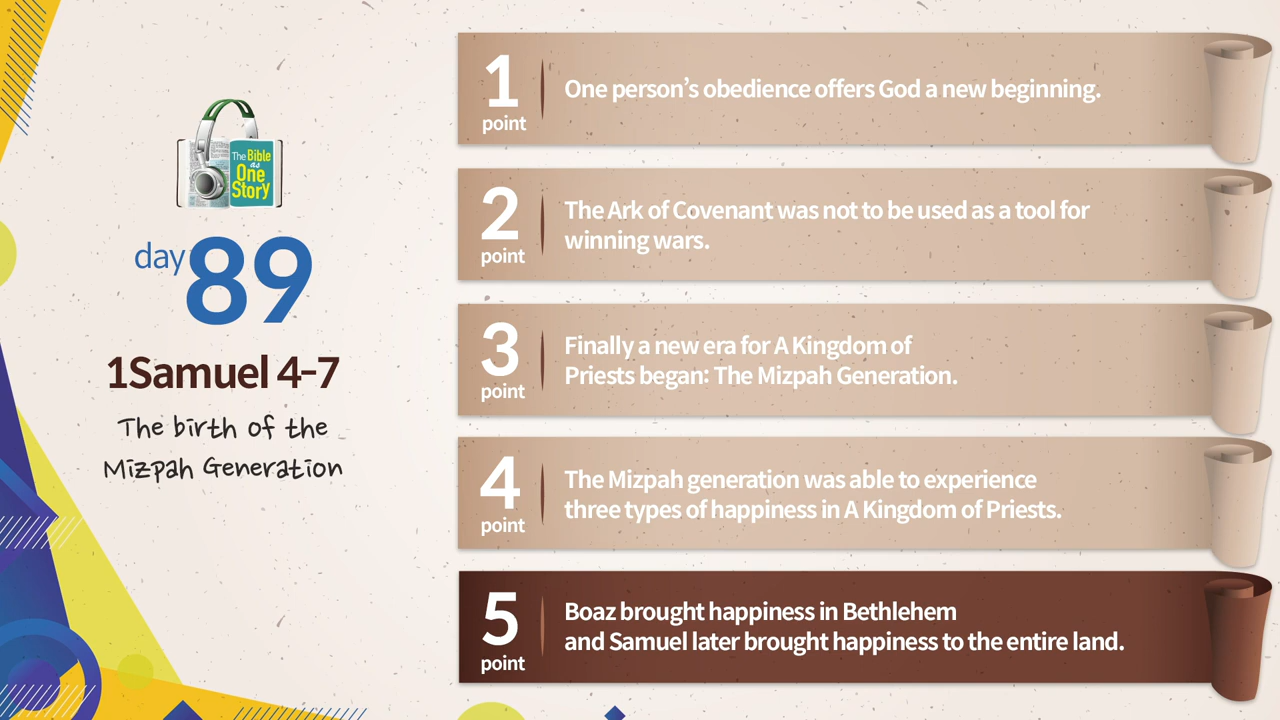 The Bible
as
One
Story
day 89
1Samuel 4-7
The birth of the
Mizpah Generation
1
point
One person's obedience offers God a new beginning.
2
point
The Ark of Covenant was not to be used as a tool for
winning wars.
3
point
Finally a new era for A Kingdom of
Priests began: The Mizpah Generation.
4
point
The Mizpah generation was able to experience
three types of happiness in A Kingdom of Priests.
5
point
Boaz brought happiness in Bethlehem
and Samuel later brought happiness to the entire land.